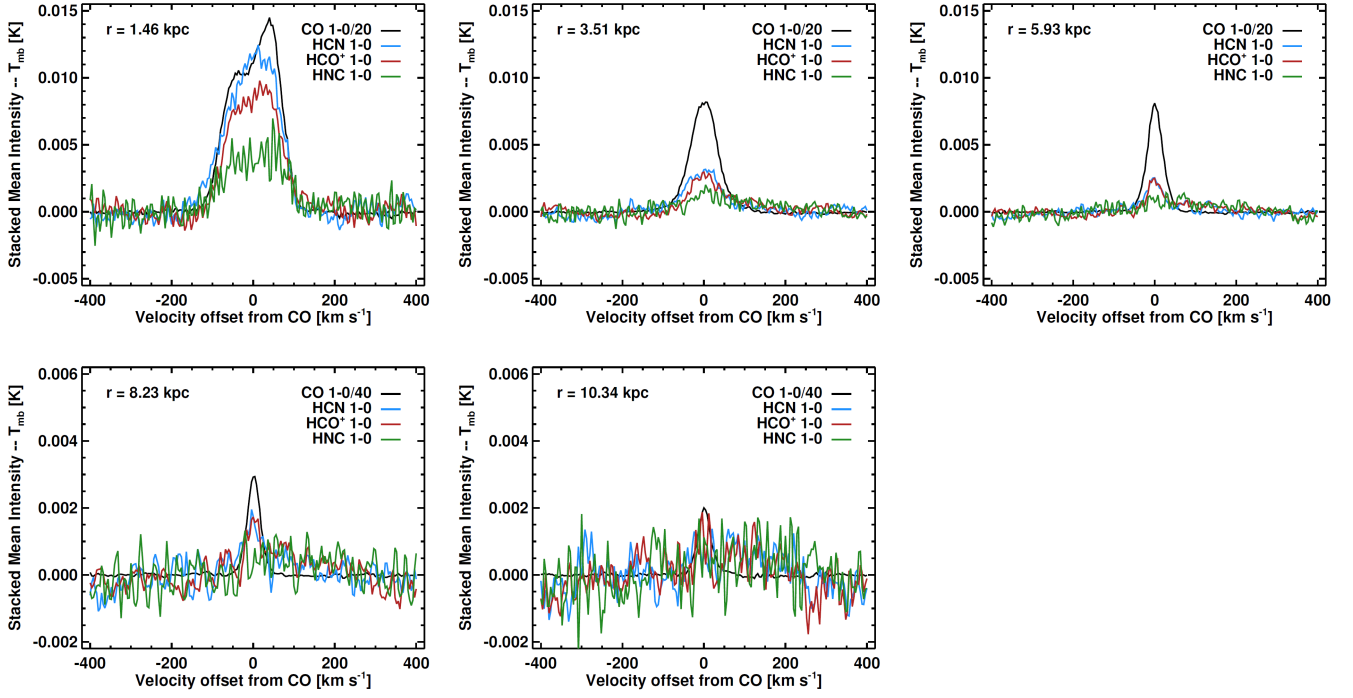 r = 1.46 kpc
CO 1-0/20
HCN 1-0
HCO⁺ 1-0
HNC 1-0
0.015
0.010
0.005
0.000
-0.005
Stacked Mean Intensity -- T_mb [K]
-400 -200 0 200 400
Velocity offset from CO [km s⁻¹]
r = 3.51 kpc
CO 1-0/20
HCN 1-0
HCO⁺ 1-0
HNC 1-0
0.015
0.010
0.005
0.000
-0.005
Stacked Mean Intensity -- T_mb [K]
-400 -200 0 200 400
Velocity offset from CO [km s⁻¹]
r = 5.93 kpc
CO 1-0/20
HCN 1-0
HCO⁺ 1-0
HNC 1-0
0.015
0.010
0.005
0.000
-0.005
Stacked Mean Intensity -- T_mb [K]
-400 -200 0 200 400
Velocity offset from CO [km s⁻¹]
r = 8.23 kpc
CO 1-0/40
HCN 1-0
HCO⁺ 1-0
HNC 1-0
0.006
0.004
0.002
0.000
-0.002
Stacked Mean Intensity -- T_mb [K]
-400 -200 0 200 400
Velocity offset from CO [km s⁻¹]
r = 10.34 kpc
CO 1-0/40
HCN 1-0
HCO⁺ 1-0
HNC 1-0
0.006
0.004
0.002
0.000
-0.002
Stacked Mean Intensity -- T_mb [K]
-400 -200 0 200 400
Velocity offset from CO [km s⁻¹]